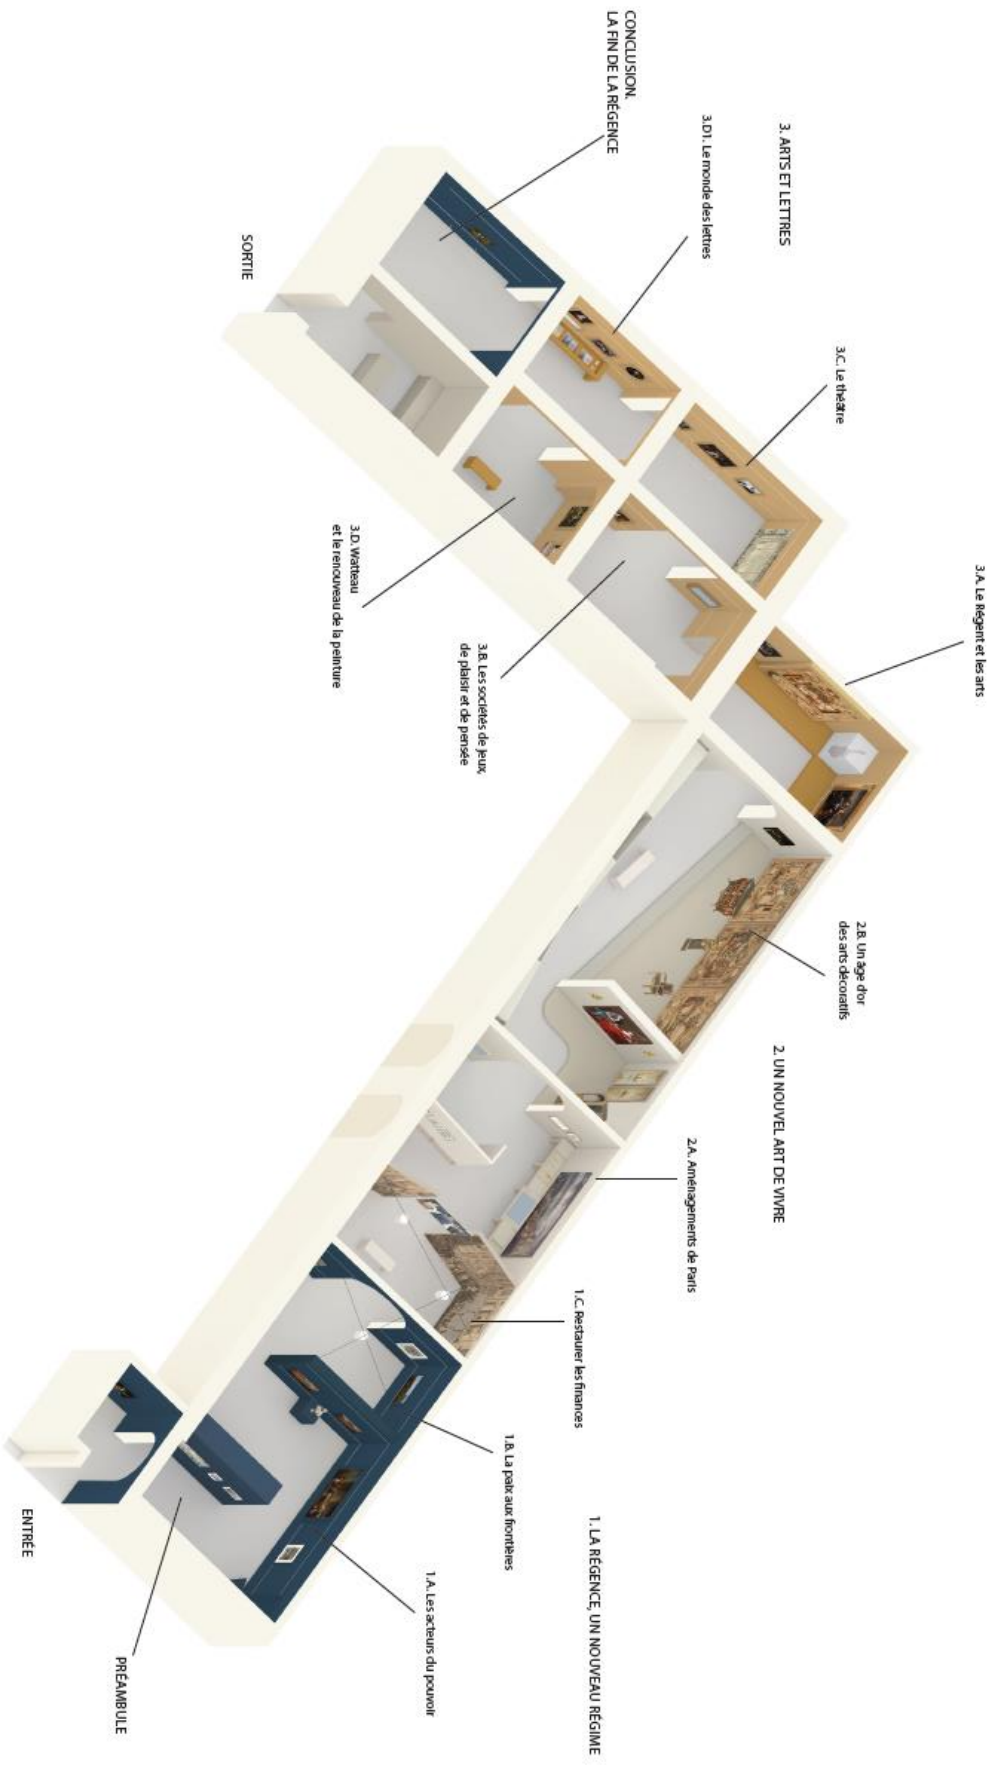 ENTRÉE
PRÉAMBULE
1. LA RÉGENCE, UN NOUVEAU RÉGIME
1.A. Les acteurs du pouvoir
1.B. La paix aux frontières
1.C. Restaurer les finances
2. UN NOUVEL ART DE VIVRE
2.A. Aménagements de Paris
2.B. Un âge d'or
des arts décoratifs
3. ARTS ET LETTRES
3.A. Le Régent et les arts
3.B. Les sociétés de jeux,
de plaisir et de pensée
3.C. Le théâtre
3.D. Watteau
et le renouveau de la peinture
3.D1. Le monde des lettres
CONCLUSION.
LA FIN DE LA RÉGENCE
SORTIE